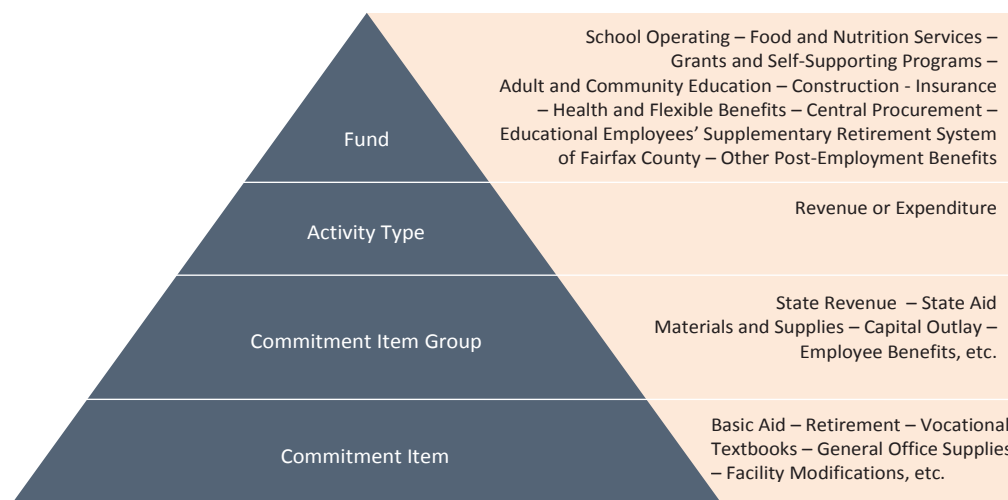 School Operating – Food and Nutrition Services –
Grants and Self-Supporting Programs –
Adult and Community Education – Construction - Insurance
– Health and Flexible Benefits – Central Procurement –
Educational Employees’ Supplementary Retirement System
of Fairfax County – Other Post-Employment Benefits
Fund
Revenue or Expenditure
Activity Type
State Revenue – State Aid
Materials and Supplies – Capital Outlay –
Employee Benefits, etc.
Commitment Item Group
Basic Aid – Retirement – Vocational
Textbooks – General Office Supplies
– Facility Modifications, etc.
Commitment Item